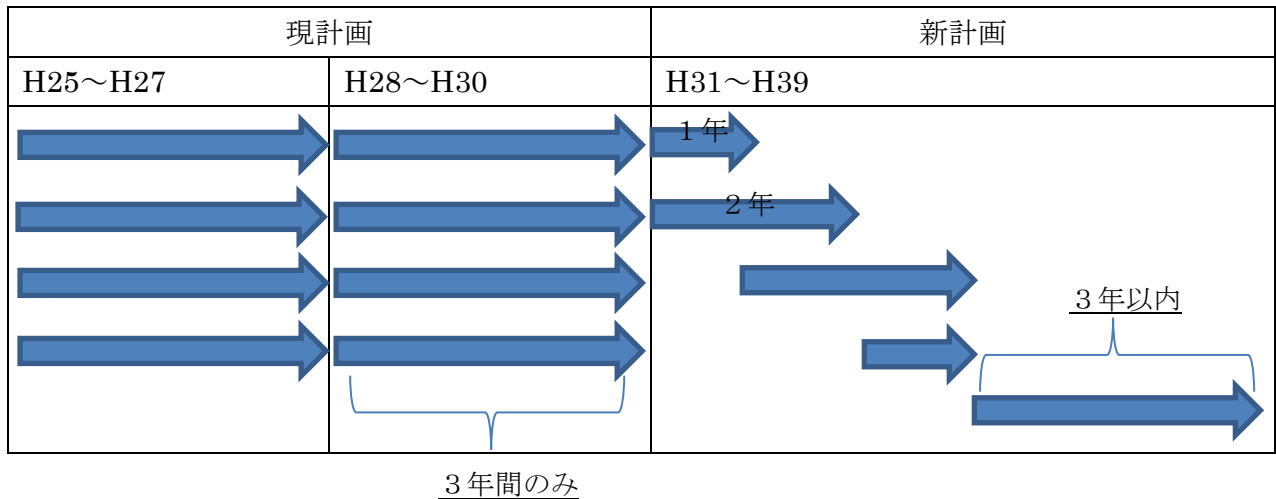 現計画
新計画
H25～H27
H28～H30
H31～H39
１年
２年
３年以内
３年間のみ